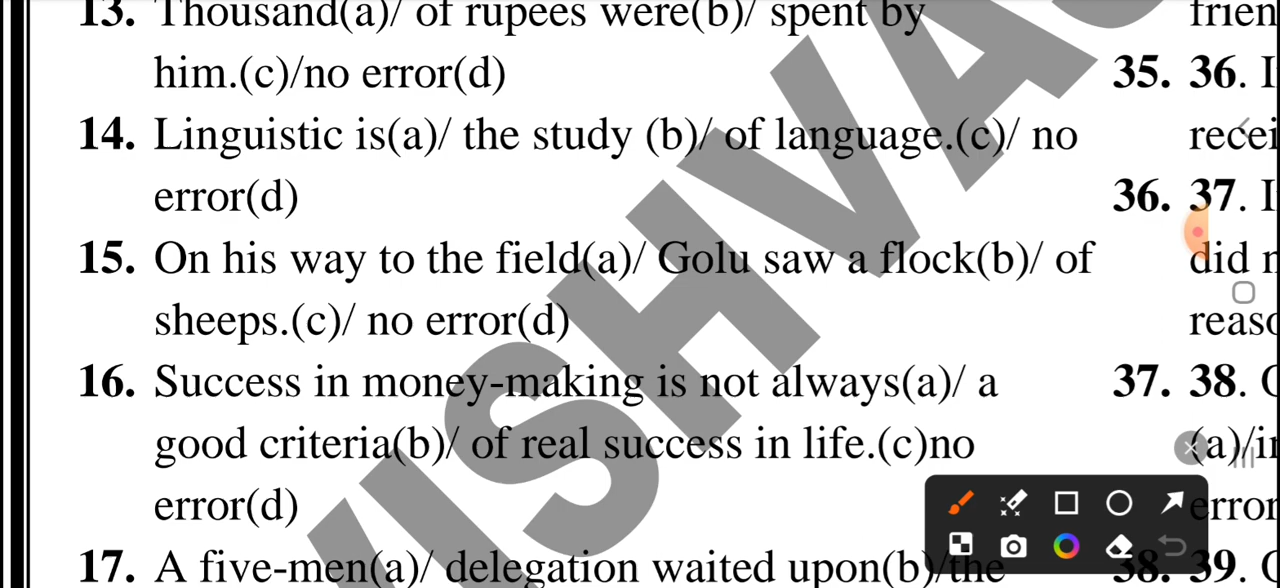 13. Thousand(a)/ of rupees were(b)/ spent by
him.(c)/no error(d)
14. Linguistic is(a)/ the study (b)/ of language.(c)/ no
error(d)
15. On his way to the field(a)/ Golu saw a flock(b)/ of
sheeps.(c)/ no error(d)
16. Success in money-making is not always(a)/ a
good criteria(b)/ of real success in life.(c)no
error(d)
17. A five-men(a)/ delegation waited upon(b)/the
35. 36. I
36. 37. I
did
37. 38.
(a)/i
error
38. 39.